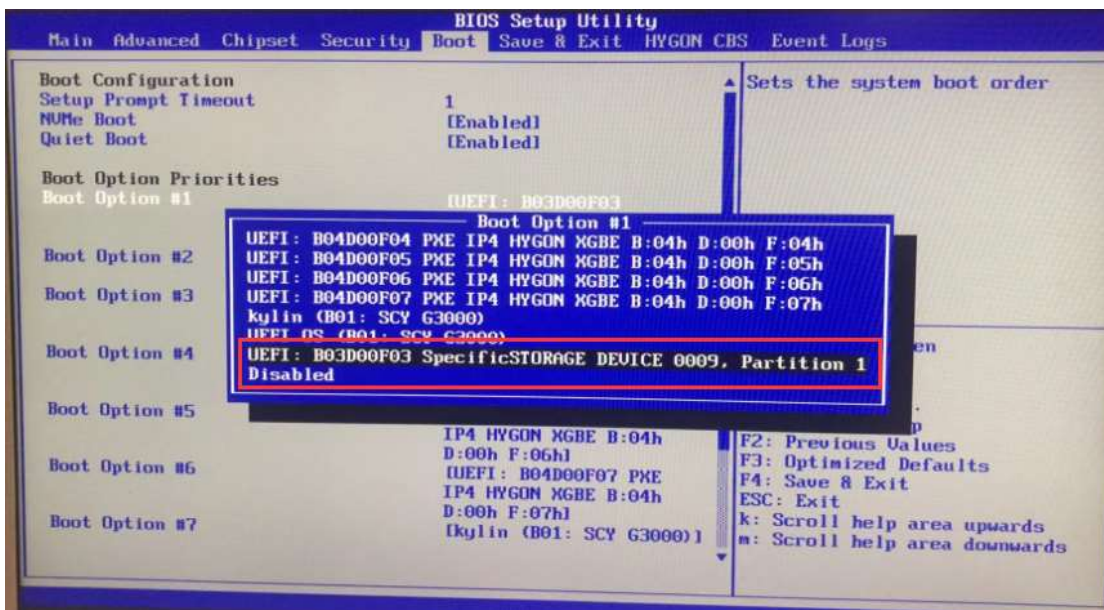 BIOS Setup Utility
Main Advanced Chipset Security Boot Save & Exit HYGON CBS Event Logs
Boot Configuration
Setup Prompt Timeout 1
NVMe Boot [Enabled]
Quiet Boot [Enabled]
Boot Option Priorities
Boot Option #1 [UEFI: B03D00F03
Sets the system boot order
Boot Option #1
UEFI: B04D00F04 PXE IP4 HYGON XGBE B:04h D:00h F:04h
UEFI: B04D00F05 PXE IP4 HYGON XGBE B:04h D:00h F:05h
UEFI: B04D00F06 PXE IP4 HYGON XGBE B:04h D:00h F:06h
UEFI: B04D00F07 PXE IP4 HYGON XGBE B:04h D:00h F:07h
kylin (B01: SCY G3000)
UEFI OS (B01: SCY G3000)
UEFI: B03D00F03 SpecificSTORAGE DEVICE 0009, Partition 1
Disabled
Boot Option #2
Boot Option #3
Boot Option #4
Boot Option #5
IP4 HYGON XGBE B:04h
D:00h F:06h]
Boot Option #6 [UEFI: B04D00F07 PXE
IP4 HYGON XGBE B:04h
D:00h F:07h]
Boot Option #7 [kylin (B01: SCY G3000)]
F2: Previous Values
F3: Optimized Defaults
F4: Save & Exit
ESC: Exit
k: Scroll help area upwards
m: Scroll help area downwards